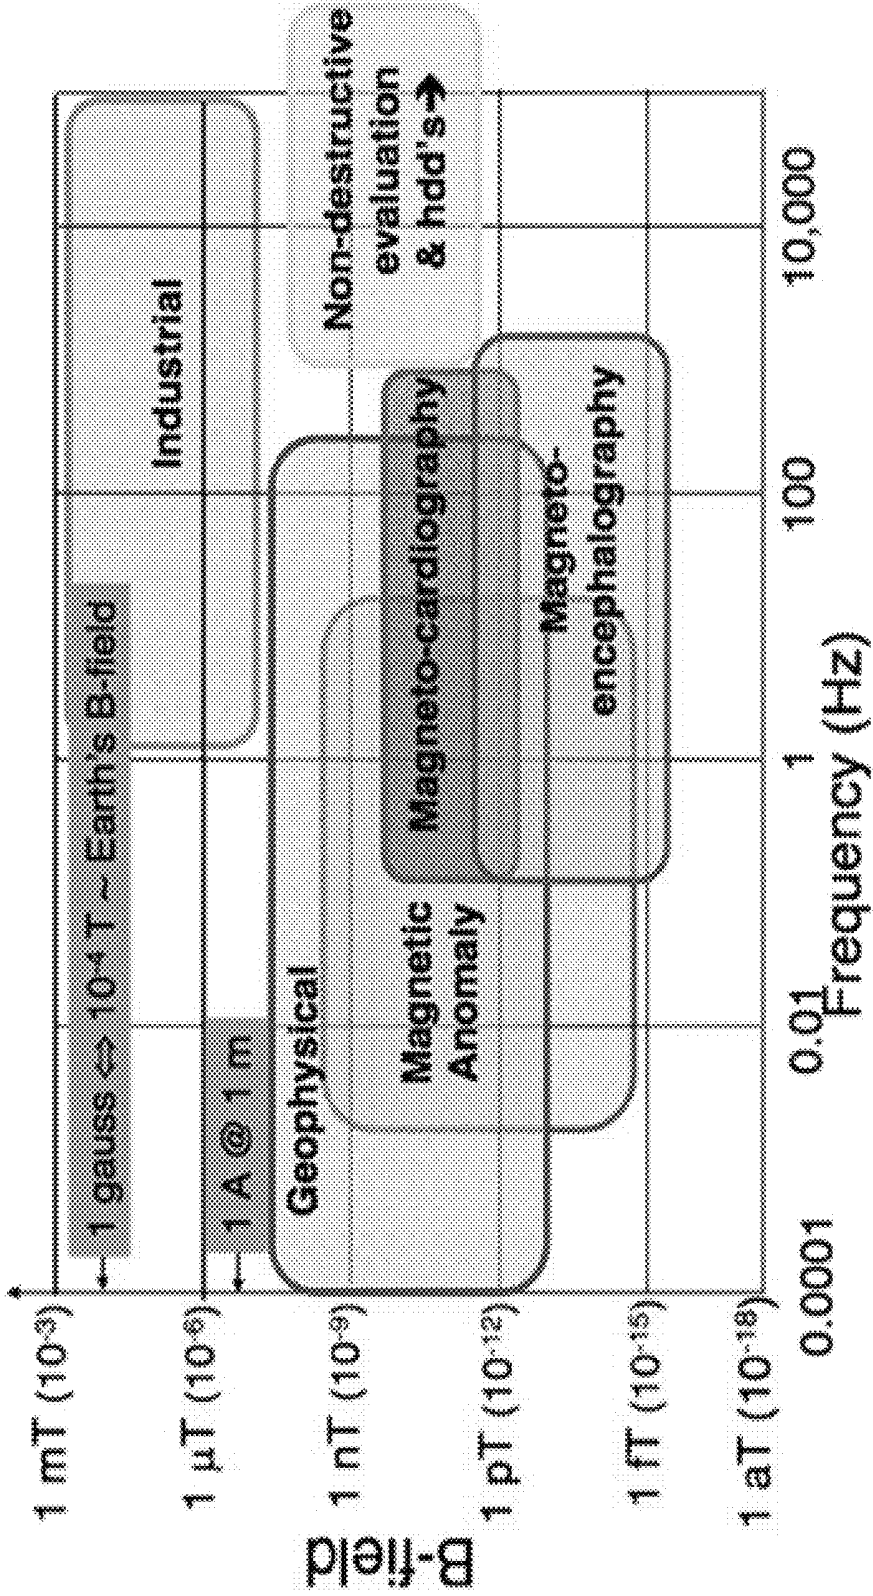 B-field
1 mT (10⁻³)
1 μT (10⁻⁶)
1 nT (10⁻⁹)
1 pT (10⁻¹²)
1 fT (10⁻¹⁵)
1 aT (10⁻¹⁸)
1 gauss <=> 10⁻⁴ T ~ Earth's B-field
1 A @ 1 m
Industrial
Geophysical
Non-destructive
evaluation
& hdd's→
Magnetic
Anomaly
Magneto-cardiography
Magneto-
encephalography
0.0001
0.01
1
100
10,000
Frequency (Hz)